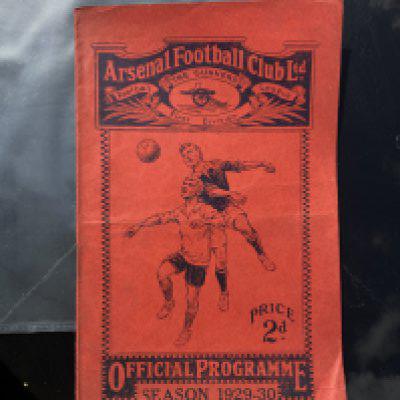 Arsenal Football Club Ltd.
THE GUNNERS
PRICE
2d
OFFICIAL PROGRAMME
SEASON 1929-30